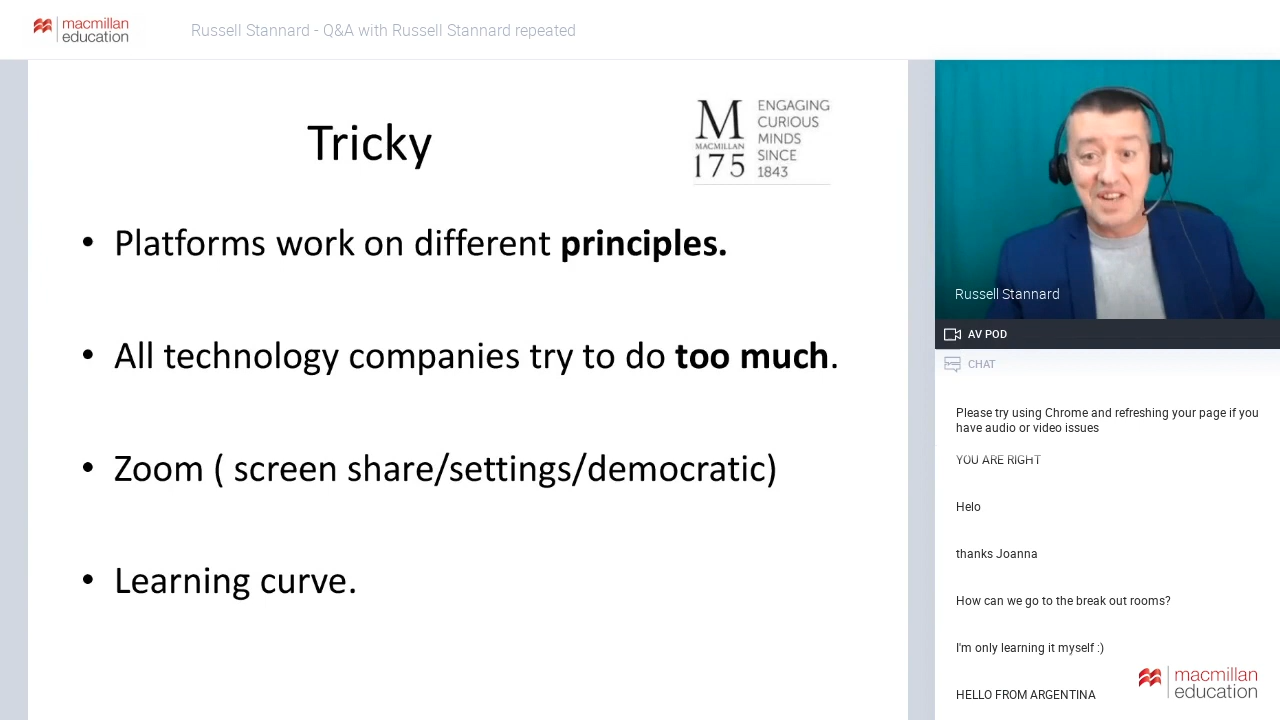 macmillan
education
Russell Stannard - Q&A with Russell Stannard repeated
Tricky
M
MACMILLAN
175
ENGAGING
CURIOUS
MINDS
SINCE
1843
• Platforms work on different principles.
• All technology companies try to do too much.
• Zoom ( screen share/settings/democratic)
• Learning curve.
Russell Stannard
AV POD
CHAT
Please try using Chrome and refreshing your page if you
have audio or video issues
YOU ARE RIGHT
Helo
thanks Joanna
How can we go to the break out rooms?
I'm only learning it myself :)
HELLO FROM ARGENTINA
macmillan
education